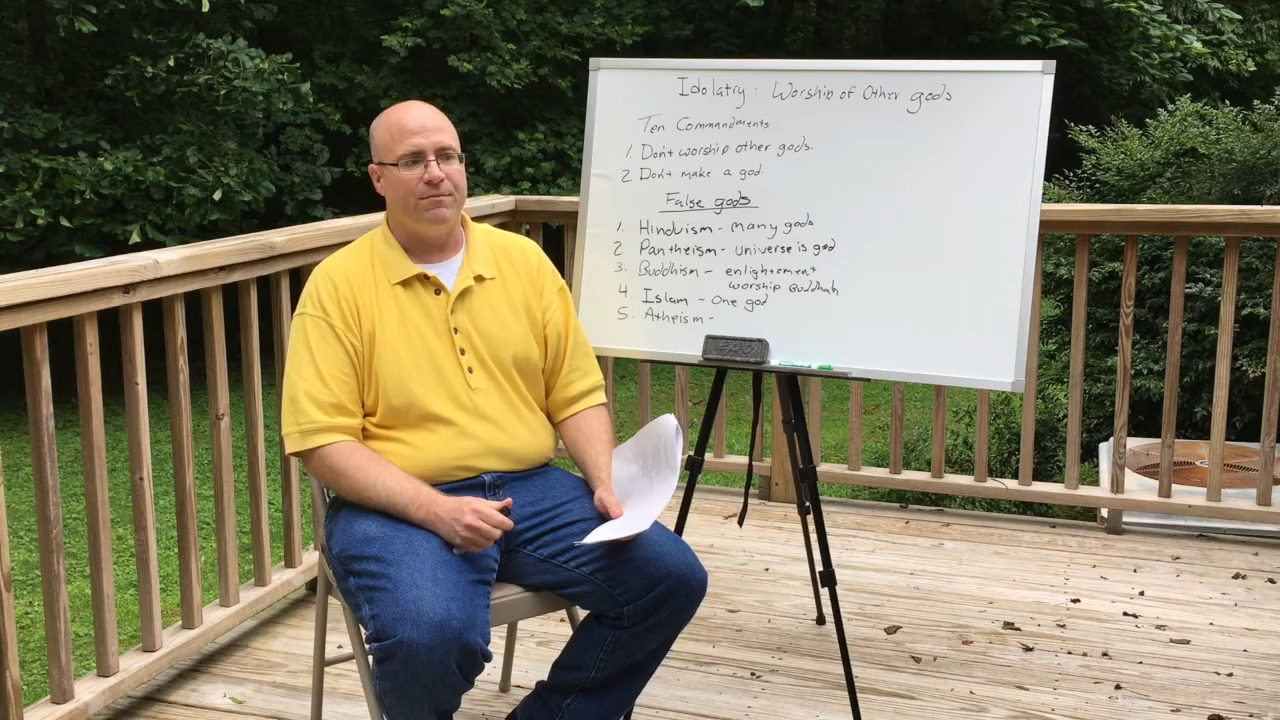 Idolatry : Worship of Other gods
Ten Commandments
1. Don't worship other gods.
2 Don't make a god.
False gods
1. Hinduism - many gods
2. Pantheism - universe is god
3. Buddhism - enlightement
worship Buddhah
4. Islam - One god
5. Atheism -